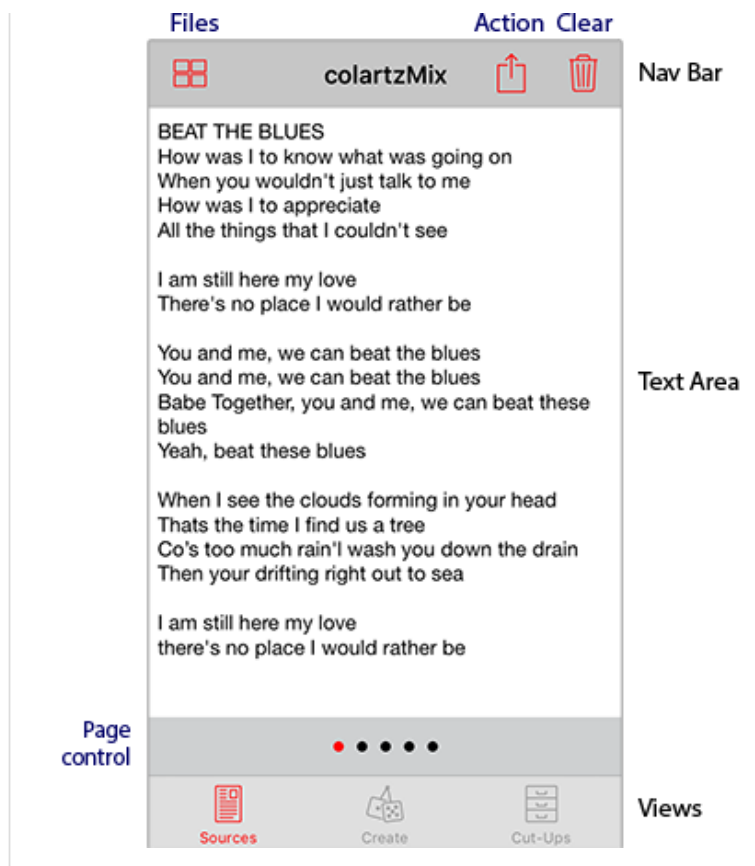 Files Action Clear
colartzMix Nav Bar
BEAT THE BLUES
How was I to know what was going on
When you wouldn't just talk to me
How was I to appreciate
All the things that I couldn't see
I am still here my love
There's no place I would rather be
You and me, we can beat the blues
You and me, we can beat the blues
Text Area
Babe Together, you and me, we can beat these
blues
Yeah, beat these blues
When I see the clouds forming in your head
Thats the time I find us a tree
Co's too much rain'l wash you down the drain
Then your drifting right out to sea
I am still here my love
there's no place I would rather be
Page
control
Views
Sources Create Cut-Ups